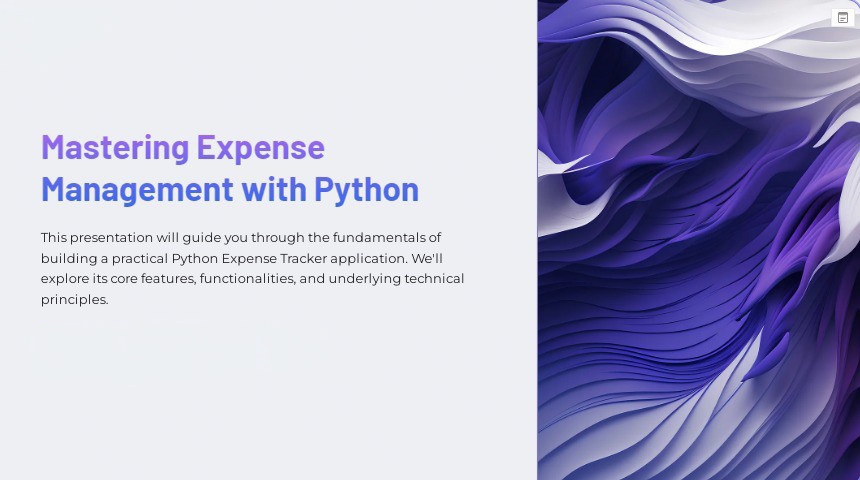 Mastering Expense
Management with Python
This presentation will guide you through the fundamentals of
building a practical Python Expense Tracker application. We'll
explore its core features, functionalities, and underlying technical
principles.